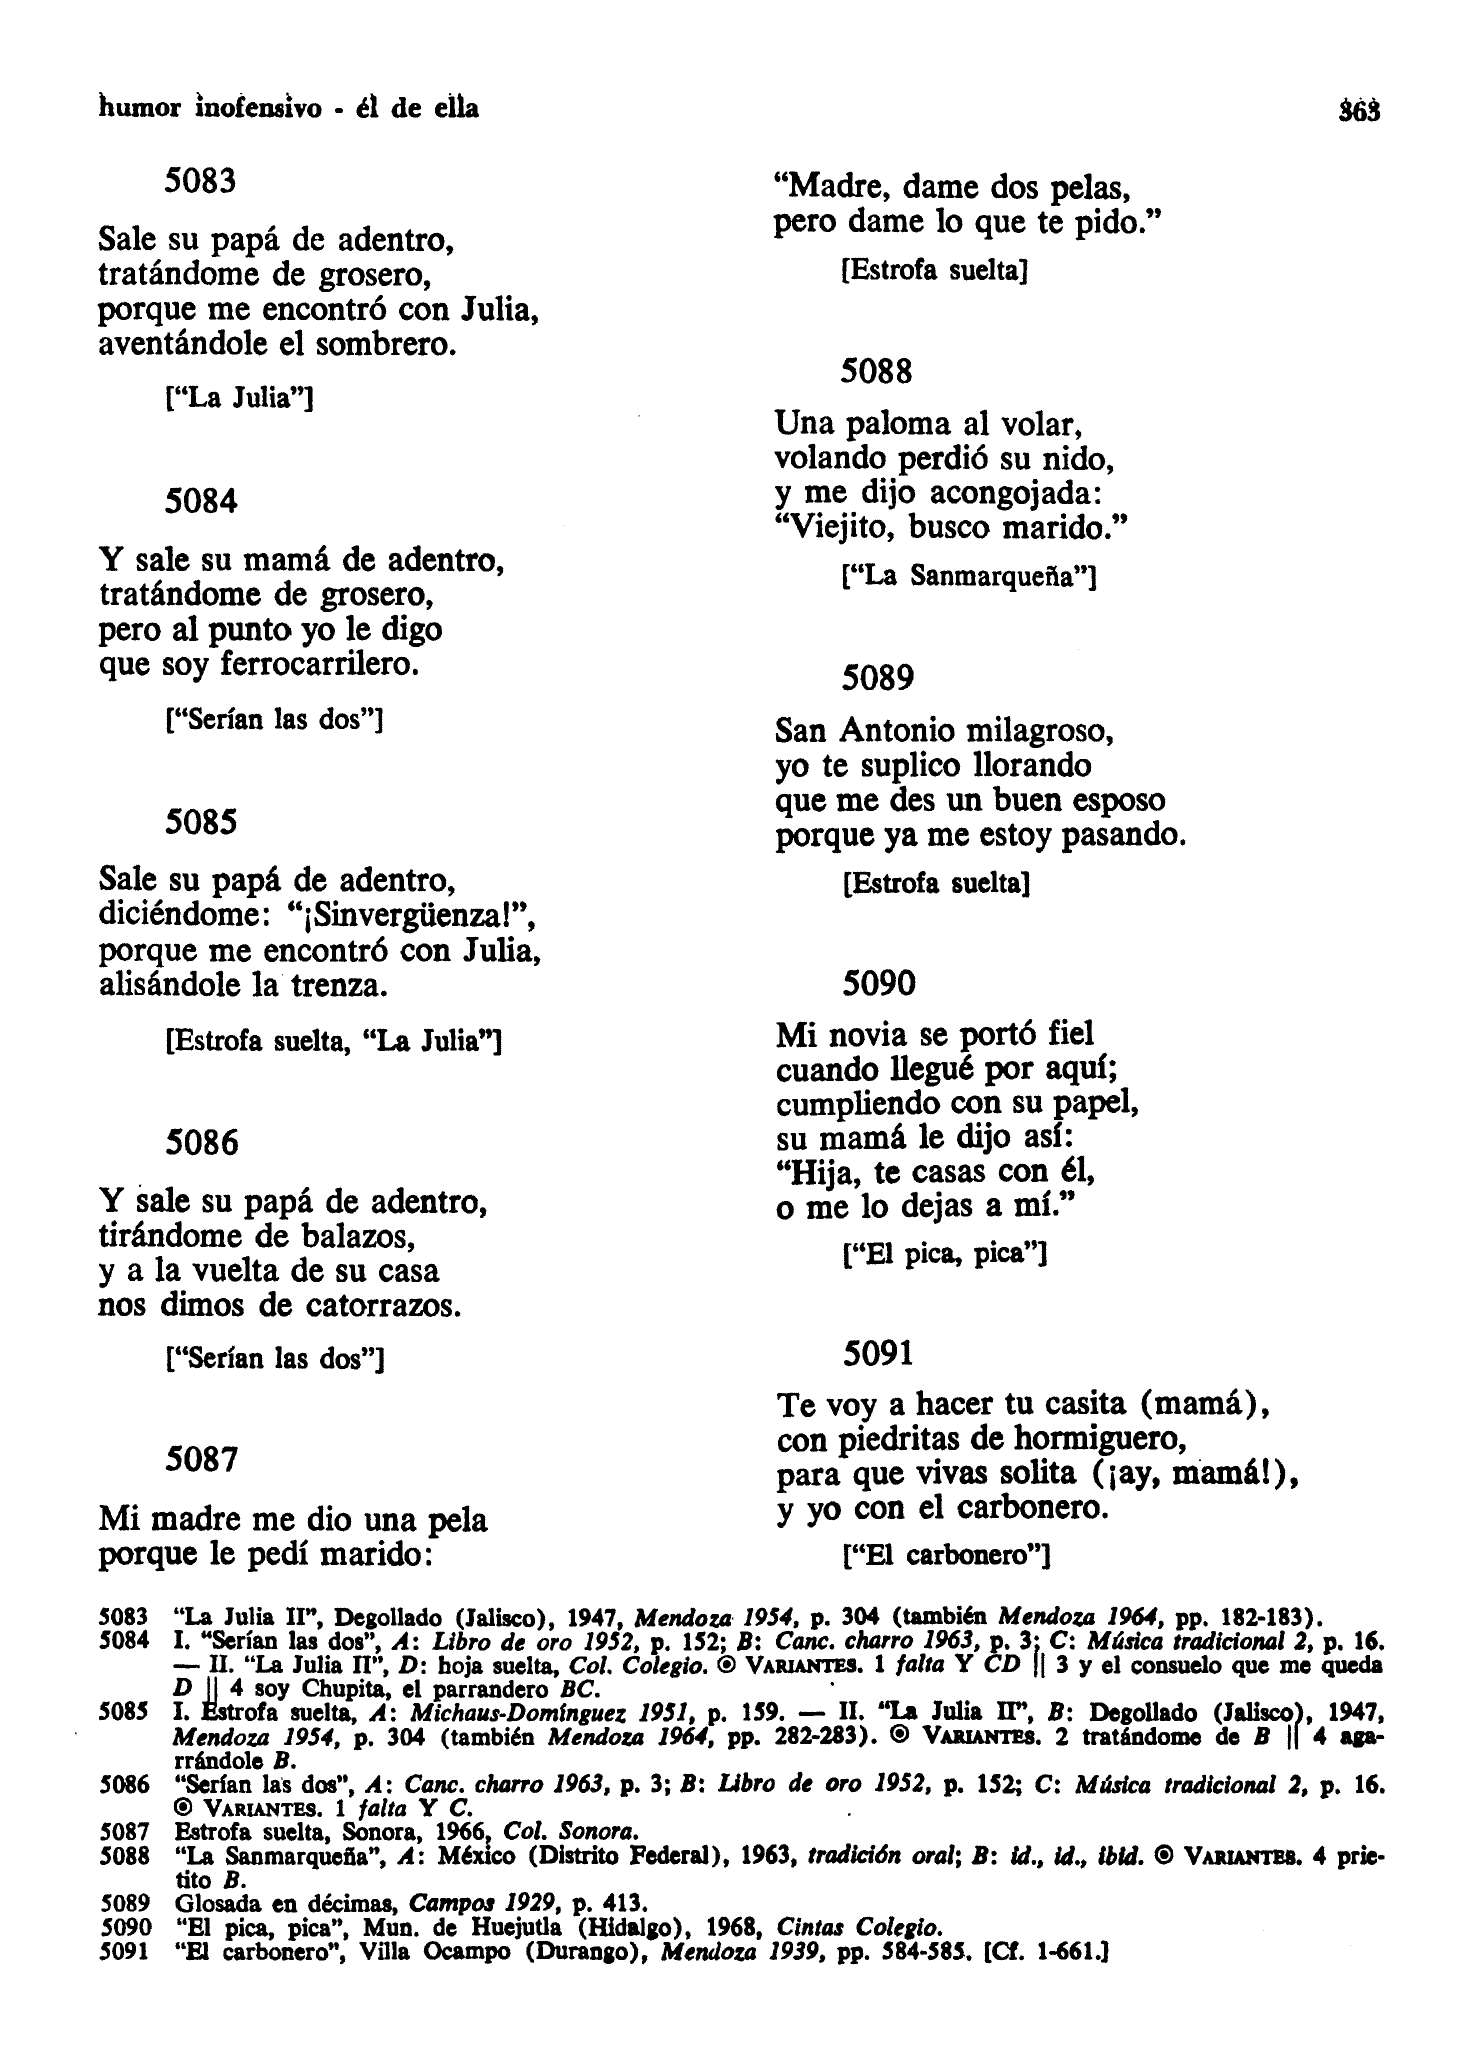 humor inofensivo - él de ella
363
5083
Sale su papá de adentro,
tratándome de grosero,
porque me encontró con Julia,
aventándole el sombrero.
[“La Julia”]
5084
Y sale su mamá de adentro,
tratándome de grosero,
pero al punto yo le digo
que soy ferrocarrilero.
[“Serían las dos”]
5085
Sale su papá de adentro,
diciéndome: “¡Sinvergüenza!”,
porque me encontró con Julia,
alisándole la trenza.
[Estrofa suelta, “La Julia”]
5086
Y sale su papá de adentro,
tirándome de balazos,
y a la vuelta de su casa
nos dimos de catorrazos.
[“Serían las dos”]
5087
Mi madre me dio una pela
porque le pedí marido:
“Madre, dame dos pelas,
pero dame lo que te pido.”
[Estrofa suelta]
5088
Una paloma al volar,
volando perdió su nido,
y me dijo acongojada:
“Viejito, busco marido.”
[“La Sanmarqueña”]
5089
San Antonio milagroso,
yo te suplico llorando
que me des un buen esposo
porque ya me estoy pasando.
[Estrofa suelta]
5090
Mi novia se portó fiel
cuando llegué por aquí;
cumpliendo con su papel,
su mamá le dijo así:
“Hija, te casas con él,
o me lo dejas a mí.”
[“El pica, pica”]
5091
Te voy a hacer tu casita (mamá),
con piedritas de hormiguero,
para que vivas solita (¡ay, mamá!),
y yo con el carbonero.
[“El carbonero”]
5083 “La Julia II”, Degollado (Jalisco), 1947, Mendoza 1954, p. 304 (también Mendoza 1964, pp. 182-183).
5084 I. “Serían las dos”, A: Libro de oro 1952, p. 152; B: Canc. charro 1963, p. 3; C: Música tradicional 2, p. 16.
— II. “La Julia II”, D: hoja suelta, Col. Colegio. ⊙ VARIANTES. 1 falta Y CD || 3 y el consuelo que me queda
D || 4 soy Chupita, el parrandero BC.
5085 I. Estrofa suelta, A: Michaus-Domínguez 1951, p. 159. — II. “La Julia II”, B: Degollado (Jalisco), 1947,
Mendoza 1954, p. 304 (también Mendoza 1964, pp. 282-283). ⊙ VARIANTES. 2 tratándome de B || 4 aga-
rrándole B.
5086 “Serían las dos”, A: Canc. charro 1963, p. 3; B: Libro de oro 1952, p. 152; C: Música tradicional 2, p. 16.
⊙ VARIANTES. 1 falta Y C.
5087 Estrofa suelta, Sonora, 1966, Col. Sonora.
5088 “La Sanmarqueña”, A: México (Distrito Federal), 1963, tradición oral; B: id., id., ibid. ⊙ VARIANTES. 4 prie-
tito B.
5089 Glosada en décimas, Campos 1929, p. 413.
5090 “El pica, pica”, Mun. de Huejutla (Hidalgo), 1968, Cintas Colegio.
5091 “El carbonero”, Villa Ocampo (Durango), Mendoza 1939, pp. 584-585. [Cf. 1-661.]